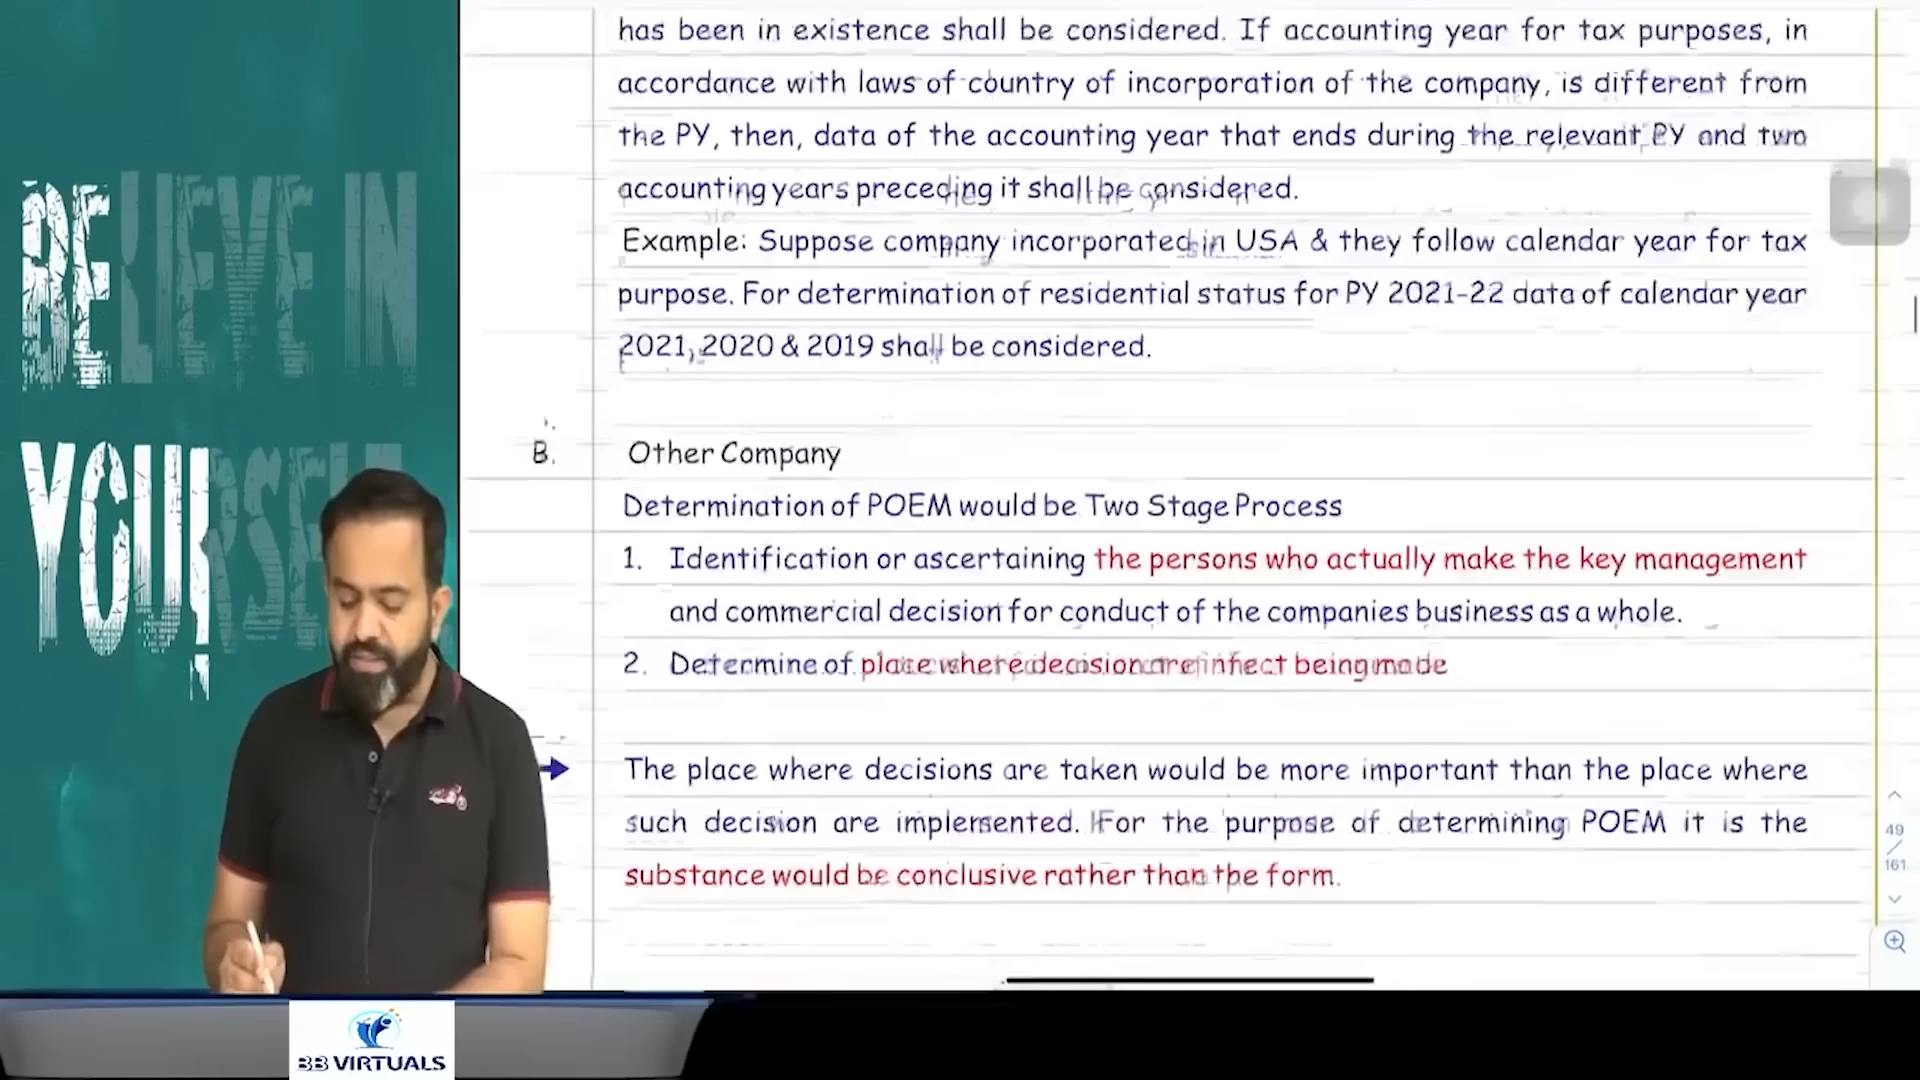 has been in existence shall be considered. If accounting year for tax purposes, in
accordance with laws of country of incorporation of the company, is different from
the PY, then, data of the accounting year that ends during the relevant PY and two
accounting years preceding it shall be considered.
Example: Suppose company incorporated in USA & they follow calendar year for tax
purpose. For determination of residential status for PY 2021-22 data of calendar year
2021, 2020 & 2019 shall be considered.
B. Other Company
Determination of POEM would be Two Stage Process
1. Identification or ascertaining the persons who actually make the key management
and commercial decision for conduct of the companies business as a whole.
2. Determine of place where decision are infect being made
The place where decisions are taken would be more important than the place where
such decision are implemented. For the purpose of determining POEM it is the
substance would be conclusive rather than the form.
BELIEVE IN
YOURSELF
49
/
161
BB VIRTUALS